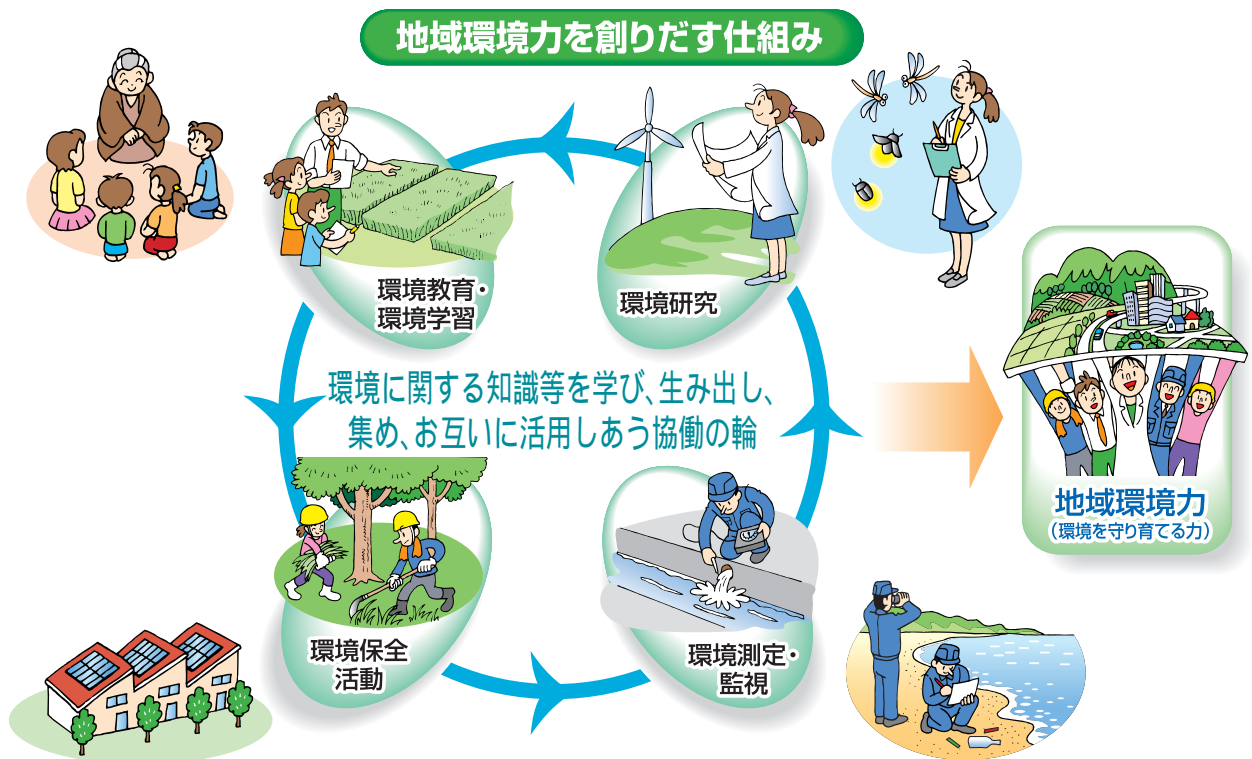 地域環境力を創りだす仕組み
環境教育・
環境学習
環境研究
環境に関する知識等を学び、生み出し、
集め、お互いに活用しあう協働の輪
地域環境力
（環境を守り育てる力）
環境保全
活動
環境測定・
監視